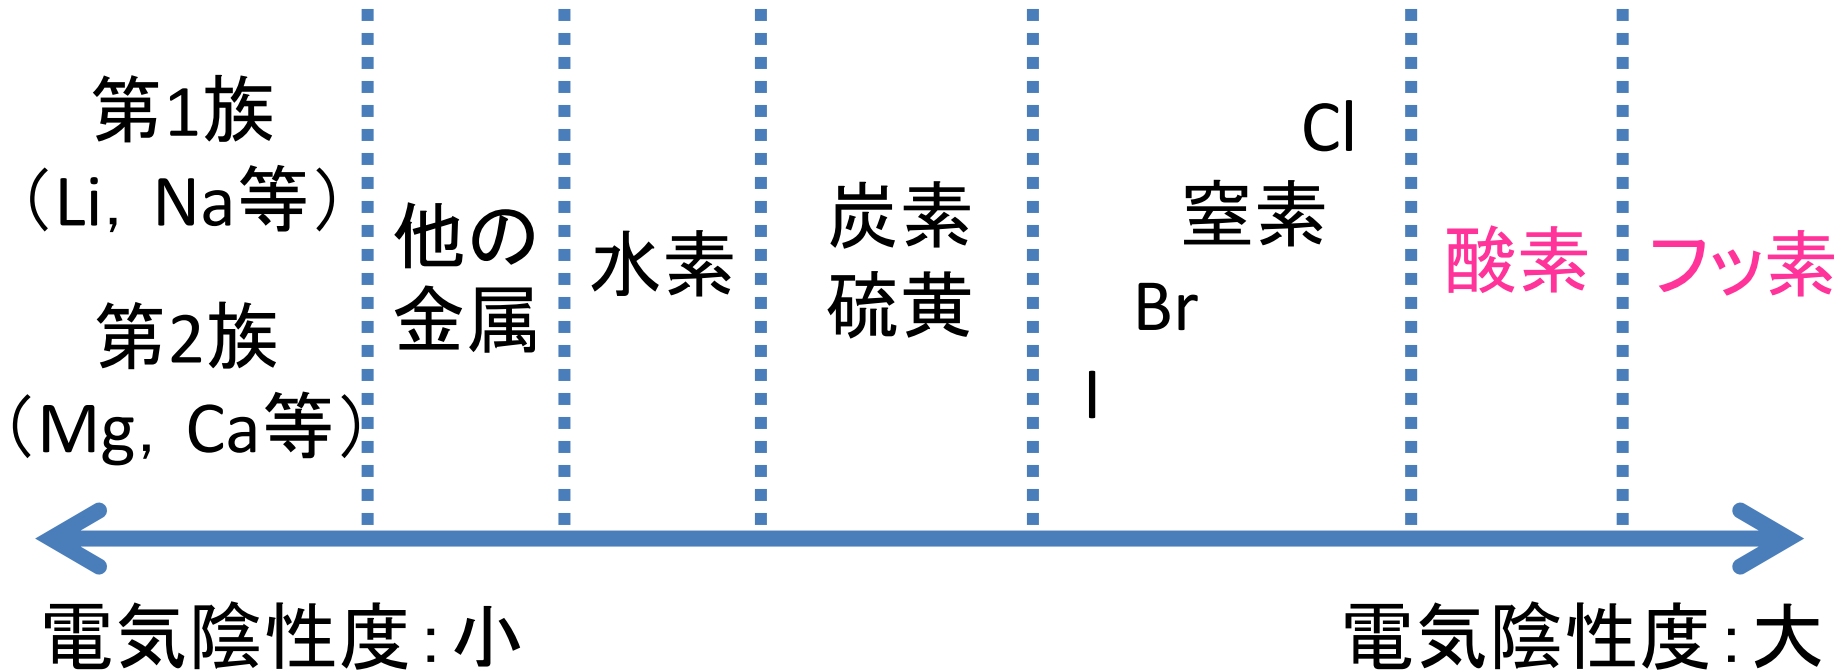 第1族
（Li，Na等）
第2族
（Mg，Ca等）
他の
金属
水素
炭素
硫黄
Cl
窒素
Br
I
酸素
フッ素
電気陰性度：小
電気陰性度：大